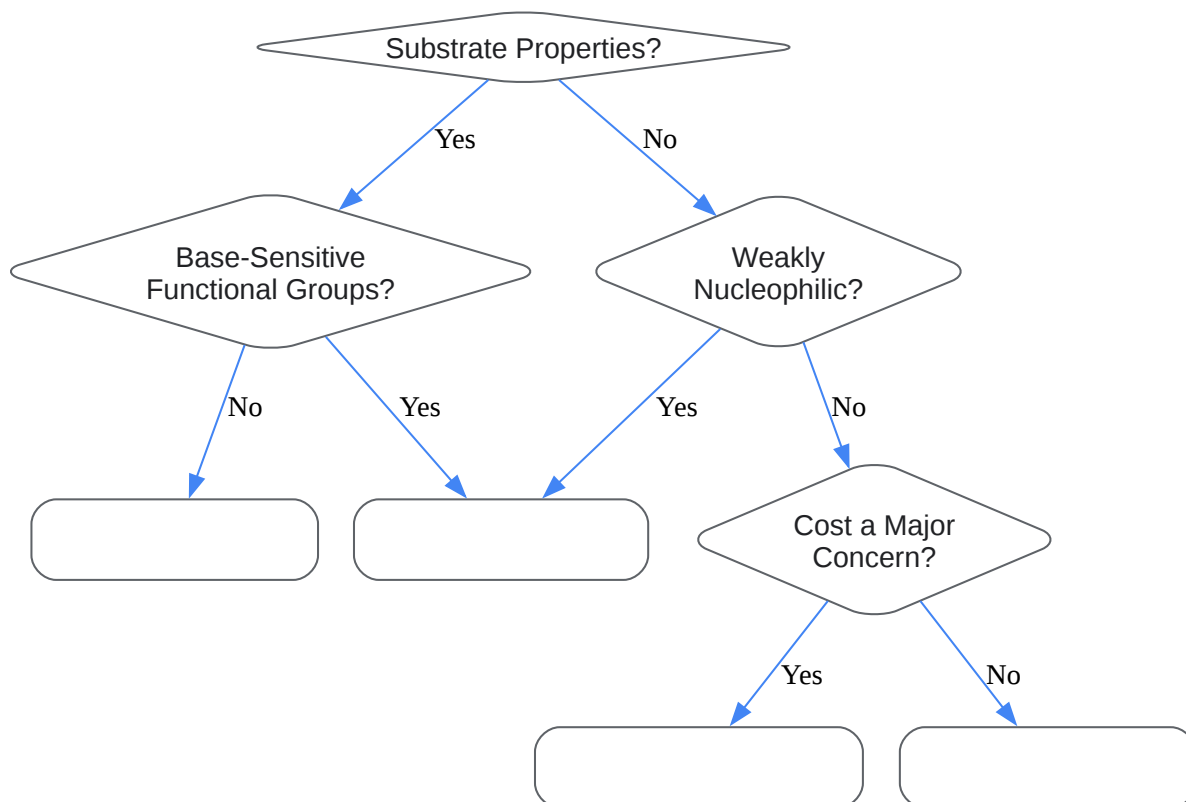 Substrate Properties?
Yes
No
Base-Sensitive
Functional Groups?
Weakly
Nucleophilic?
No
Yes
Yes
No
Cost a Major
Concern?
Yes
No